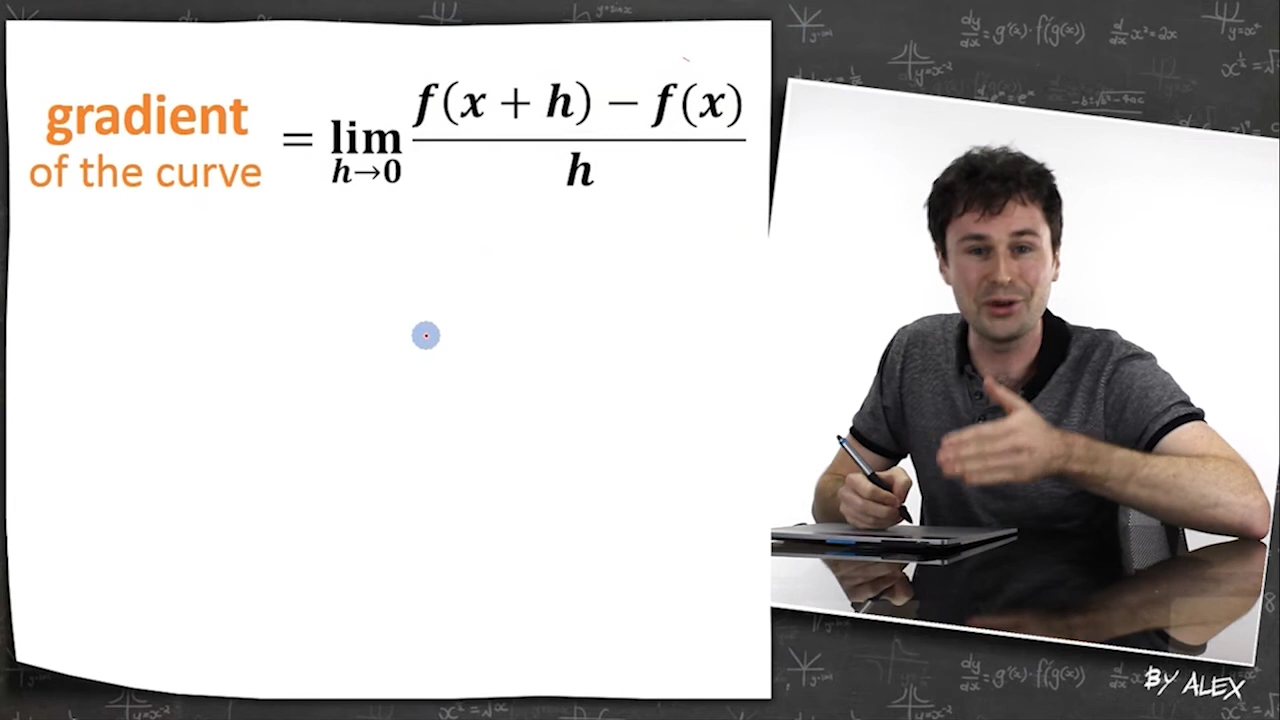 gradient
of the curve
= lim h→0 f(x + h) − f(x) / h
BY ALEX